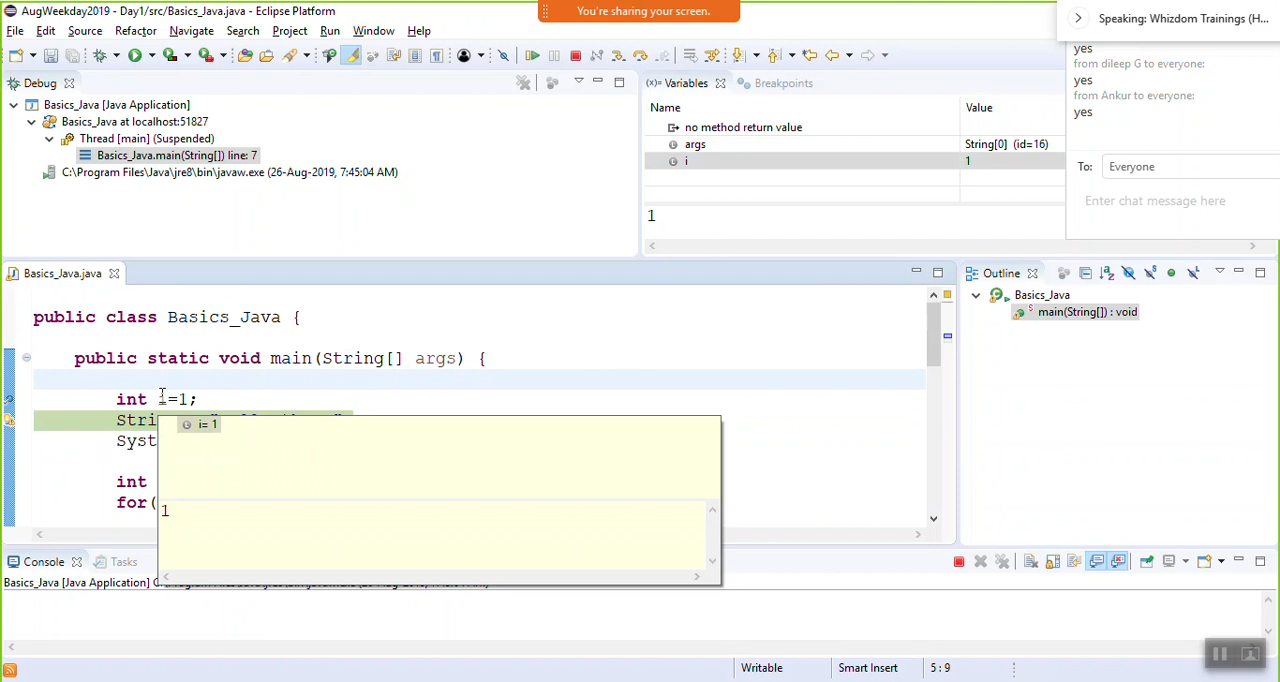 AugWeekday2019 - Day1/src/Basics_Java.java - Eclipse Platform
You're sharing your screen.
Speaking: Whizdom Trainings (H...
File Edit Source Refactor Navigate Search Project Run Window Help
yes
from dileep G to everyone:
yes
from Ankur to everyone:
yes
To: Everyone
Enter chat message here
Debug
Basics_Java [Java Application]
Basics_Java at localhost:51827
Thread [main] (Suspended)
Basics_Java.main(String[]) line: 7
C:\Program Files\Java\jre8\bin\javaw.exe (26-Aug-2019, 7:45:04 AM)
(x)= Variables Breakpoints
Name Value
no method return value
args String[0] (id=16)
i 1
1
Basics_Java.java
public class Basics_Java {
public static void main(String[] args) {
int i=1;
Stri
Syst
int
for(
i= 1
1
Outline
Basics_Java
main(String[]) : void
Console Tasks
Basics_Java [Java Application]
Writable Smart Insert 5 : 9